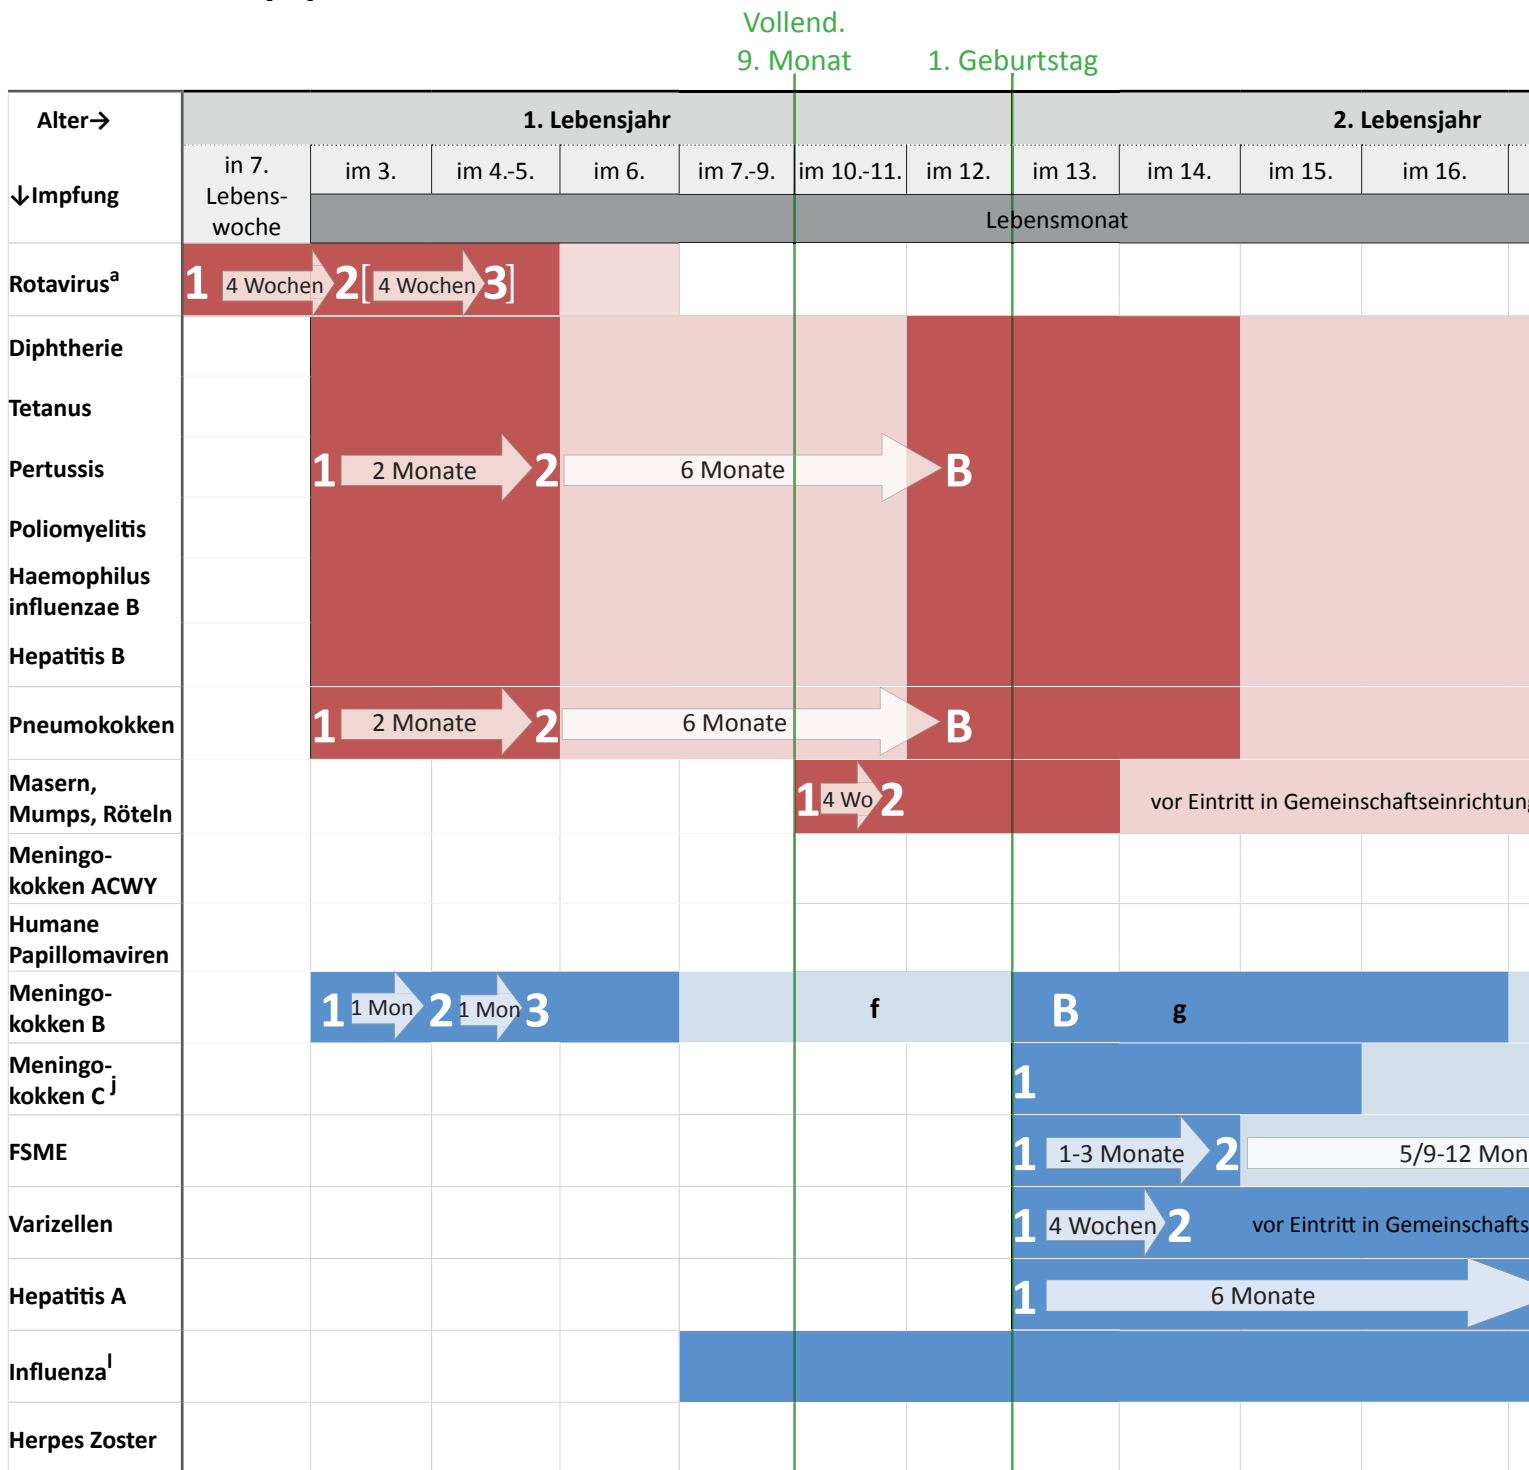 Vollend.
9. Monat 1. Geburtstag
Alter→ 1. Lebensjahr 2. Lebensjahr
↓Impfung
in 7.
Lebens-
woche
im 3. im 4.-5. im 6. im 7.-9. im 10.-11. im 12. im 13. im 14. im 15. im 16.
Lebensmonat
Rotavirusᵃ 1 4 Wochen 2 [ 4 Wochen 3 ]
Diphtherie
Tetanus
Pertussis 1 2 Monate 2 6 Monate B
Poliomyelitis
Haemophilus
influenzae B
Hepatitis B
Pneumokokken 1 2 Monate 2 6 Monate B
Masern,
Mumps, Röteln 1 4 Wo 2 vor Eintritt in Gemeinschaftseinrichtung
Meningo-
kokken ACWY
Humane
Papillomaviren
Meningo-
kokken B 1 1 Mon 2 1 Mon 3 f B g
Meningo-
kokken C ʲ 1
FSME 1 1-3 Monate 2 5/9-12 Mon
Varizellen 1 4 Wochen 2 vor Eintritt in Gemeinschafts
Hepatitis A 1 6 Monate
Influenzaˡ
Herpes Zoster